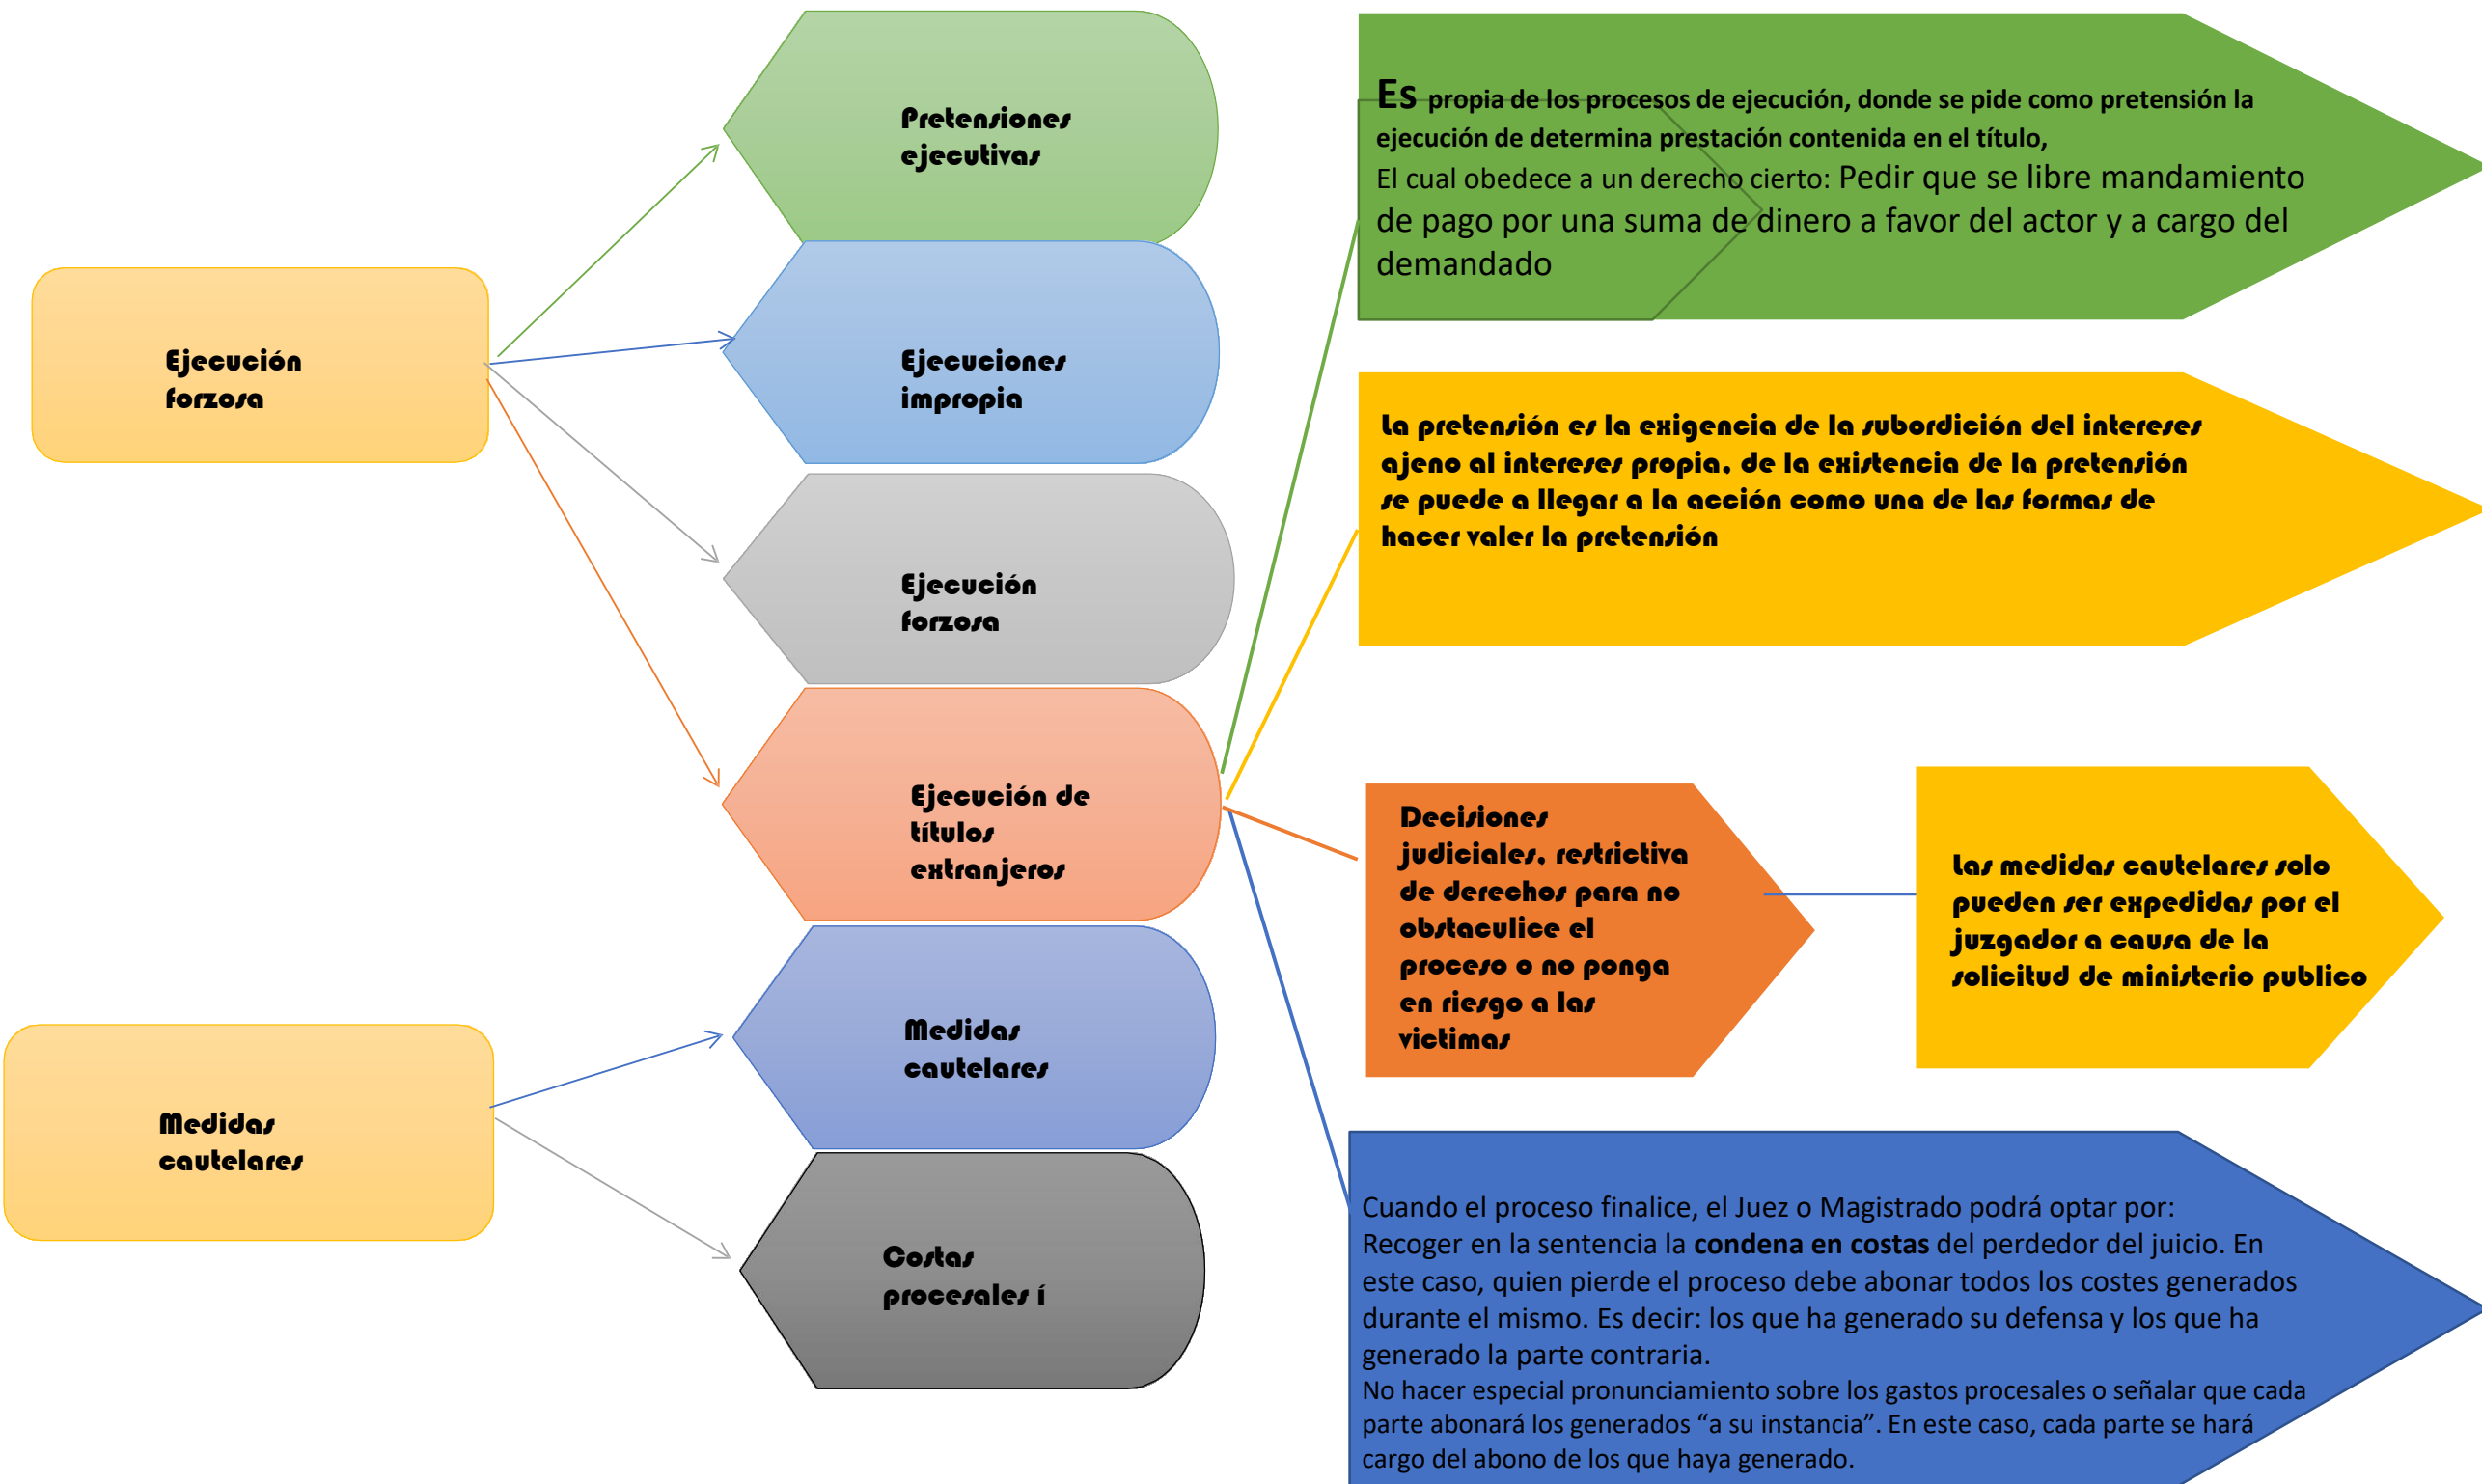 Ejecución
forzosa
Medidas
cautelares
Pretensiones
ejecutivas
Ejecuciones
impropia
Ejecución
forzosa
Ejecución de
títulos
extranjeros
Medidas
cautelares
Costas
procesales í
Es propia de los procesos de ejecución, donde se pide como pretensión la
ejecución de determina prestación contenida en el título,
El cual obedece a un derecho cierto: Pedir que se libre mandamiento
de pago por una suma de dinero a favor del actor y a cargo del
demandado
La pretensión es la exigencia de la subordición del intereses
ajeno al intereses propia, de la existencia de la pretensión
se puede a llegar a la acción como una de las formas de
hacer valer la pretensión
Decisiones
judiciales, restrictiva
de derechos para no
obstaculice el
proceso o no ponga
en riesgo a las
victimas
Las medidas cautelares solo
pueden ser expedidas por el
juzgador a causa de la
solicitud de ministerio publico
Cuando el proceso finalice, el Juez o Magistrado podrá optar por:
Recoger en la sentencia la condena en costas del perdedor del juicio. En
este caso, quien pierde el proceso debe abonar todos los costes generados
durante el mismo. Es decir: los que ha generado su defensa y los que ha
generado la parte contraria.
No hacer especial pronunciamiento sobre los gastos procesales o señalar que cada
parte abonará los generados “a su instancia”. En este caso, cada parte se hará
cargo del abono de los que haya generado.